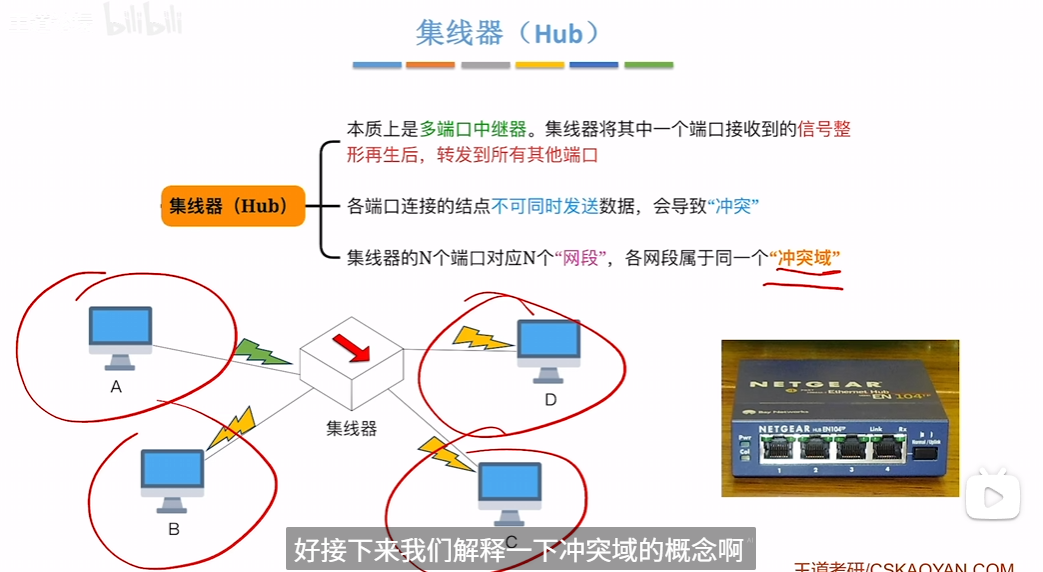 bilibili
集线器（Hub）
本质上是多端口中继器。集线器将其中一个端口接收到的信号整
形再生后，转发到所有其他端口
集线器（Hub）
各端口连接的结点不可同时发送数据，会导致“冲突”
集线器的N个端口对应N个“网段”，各网段属于同一个“冲突域”
A
D
集线器
B
C
NETGEAR
Ethernet Hub
EN 104
Bay Networks
NETGEAR HUB EN104
Link Rx
Pwr
Col
Normal/Uplink
1 2 3 4
好接下来我们解释一下冲突域的概念啊
王道考研/CSKAOYAN.COM